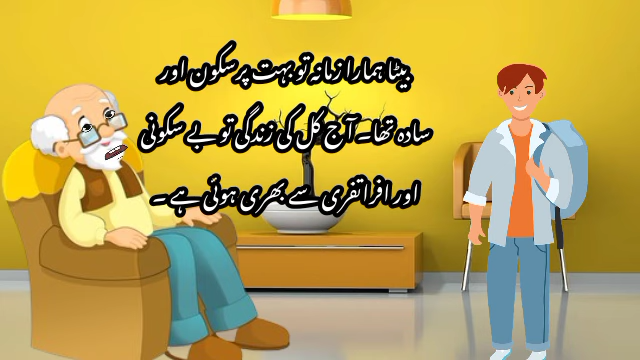 بیٹا ہمارا زمانہ تو بہت پر سکون اور
سادہ تھا۔ آج کل کی زندگی تو بے سکونی
اور افراتفری سے بھری ہوئی ہے ۔